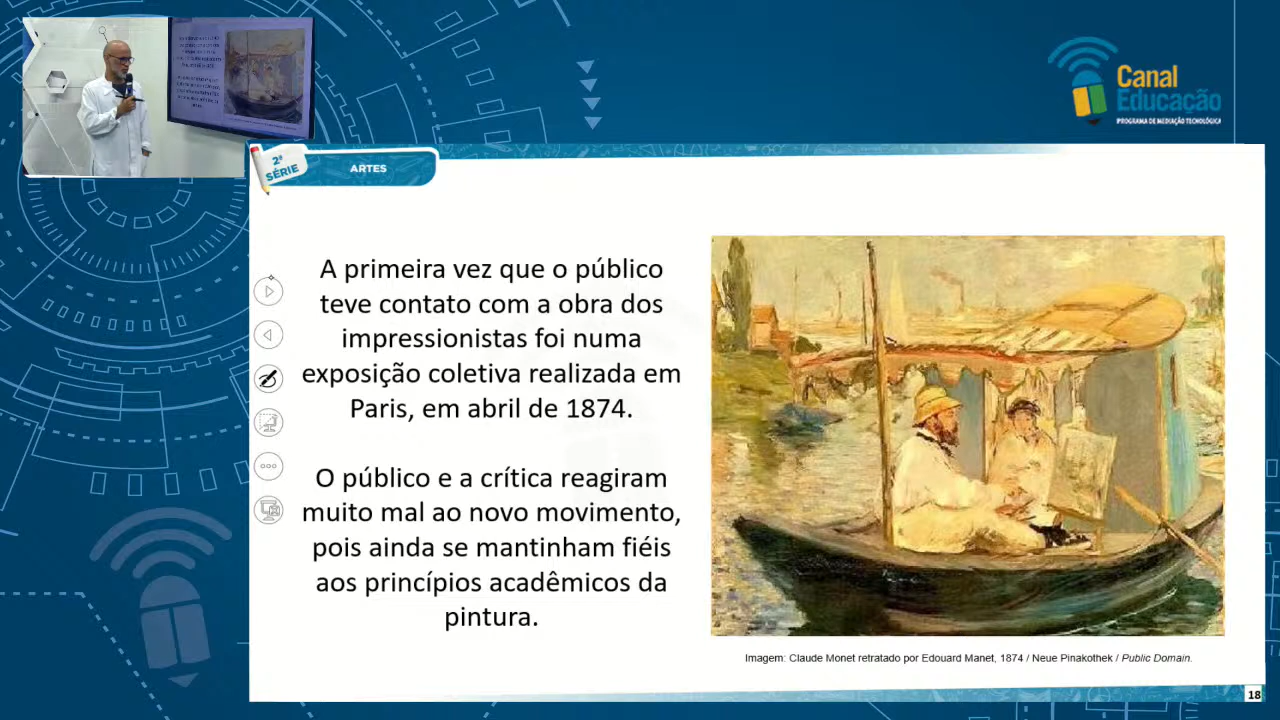 Canal
Educação
PROGRAMA DE MEDIAÇÃO TECNOLÓGICA
2ª
SÉRIE
ARTES
A primeira vez que o público
teve contato com a obra dos
impressionistas foi numa
exposição coletiva realizada em
Paris, em abril de 1874.
O público e a crítica reagiram
muito mal ao novo movimento,
pois ainda se mantinham fiéis
aos princípios acadêmicos da
pintura.
Imagem: Claude Monet retratado por Edouard Manet, 1874 / Neue Pinakothek / Public Domain.
18